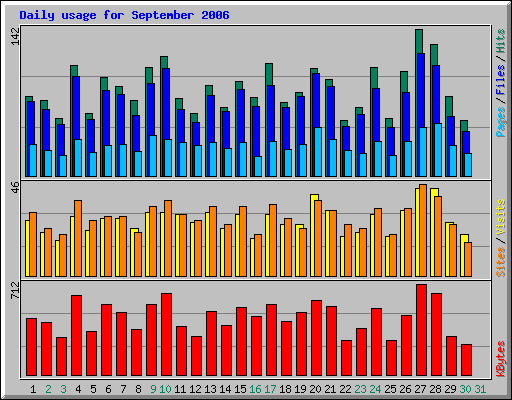 Daily usage for September 2006
142
Pages / Files / Hits
46
Sites / Visits
712
KBytes
1 2 3 4 5 6 7 8 9 10 11 12 13 14 15 16 17 18 19 20 21 22 23 24 25 26 27 28 29 30 31